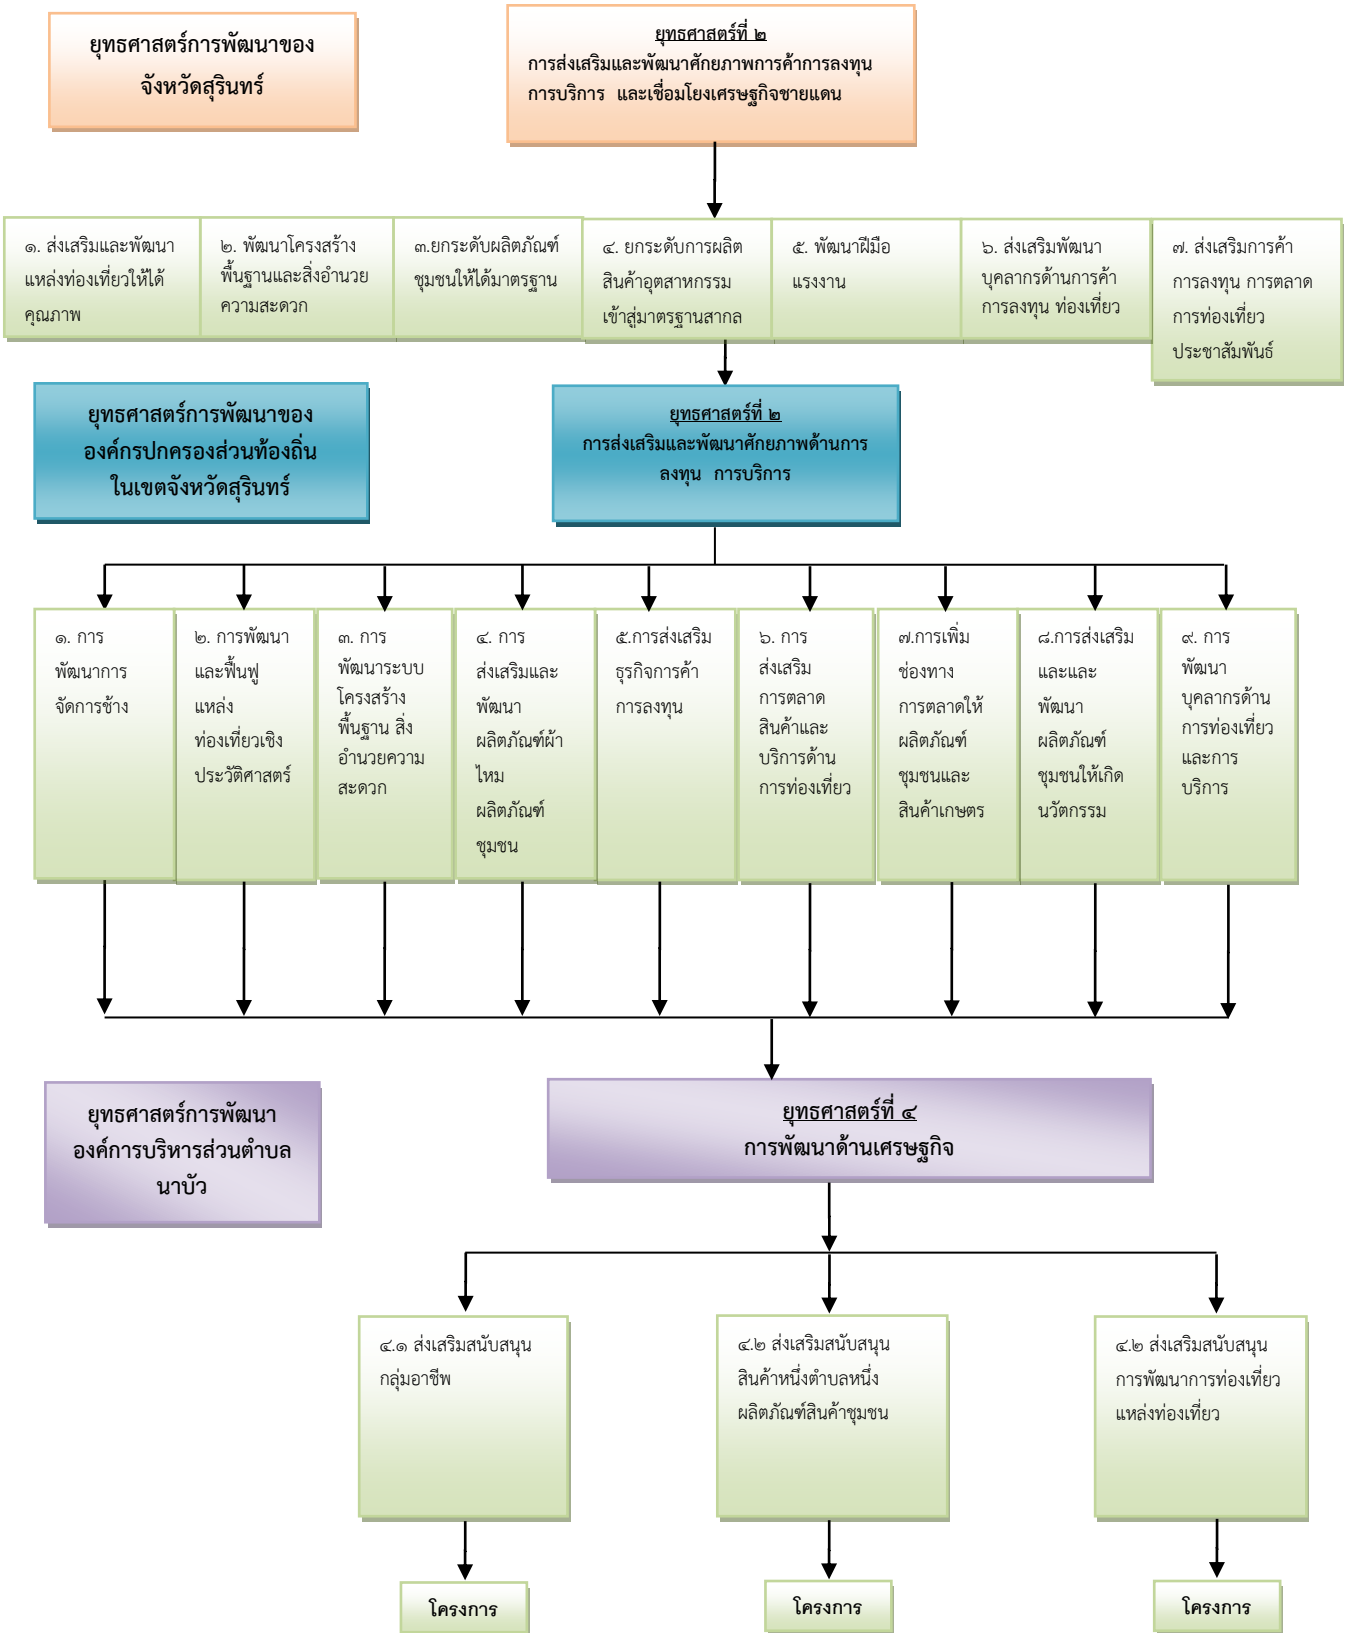 ยุทธศาสตร์การพัฒนาของ
จังหวัดสุรินทร์
ยุทธศาสตร์ที่ ๒
การส่งเสริมและพัฒนาศักยภาพการค้าการลงทุน
การบริการ และเชื่อมโยงเศรษฐกิจชายแดน
๑. ส่งเสริมและพัฒนา
แหล่งท่องเที่ยวให้ได้
คุณภาพ
๒. พัฒนาโครงสร้าง
พื้นฐานและสิ่งอำนวย
ความสะดวก
๓.ยกระดับผลิตภัณฑ์
ชุมชนให้ได้มาตรฐาน
๔. ยกระดับการผลิต
สินค้าอุตสาหกรรม
เข้าสู่มาตรฐานสากล
๕. พัฒนาฝีมือ
แรงงาน
๖. ส่งเสริมพัฒนา
บุคลากรด้านการค้า
การลงทุน ท่องเที่ยว
๗. ส่งเสริมการค้า
การลงทุน การตลาด
การท่องเที่ยว
ประชาสัมพันธ์
ยุทธศาสตร์การพัฒนาของ
องค์กรปกครองส่วนท้องถิ่น
ในเขตจังหวัดสุรินทร์
ยุทธศาสตร์ที่ ๒
การส่งเสริมและพัฒนาศักยภาพด้านการ
ลงทุน การบริการ
๑. การ
พัฒนาการ
จัดการช้าง
๒. การพัฒนา
และฟื้นฟู
แหล่ง
ท่องเที่ยวเชิง
ประวัติศาสตร์
๓. การ
พัฒนาระบบ
โครงสร้าง
พื้นฐาน สิ่ง
อำนวยความ
สะดวก
๔. การ
ส่งเสริมและ
พัฒนา
ผลิตภัณฑ์ผ้า
ไหม
ผลิตภัณฑ์
ชุมชน
๕.การส่งเสริม
ธุรกิจการค้า
การลงทุน
๖. การ
ส่งเสริม
การตลาด
สินค้าและ
บริการด้าน
การท่องเที่ยว
๗.การเพิ่ม
ช่องทาง
การตลาดให้
ผลิตภัณฑ์
ชุมชนและ
สินค้าเกษตร
๘.การส่งเสริม
และและ
พัฒนา
ผลิตภัณฑ์
ชุมชนให้เกิด
นวัตกรรม
๙. การ
พัฒนา
บุคลากรด้าน
การท่องเที่ยว
และการ
บริการ
ยุทธศาสตร์การพัฒนา
องค์การบริหารส่วนตำบล
นาบัว
ยุทธศาสตร์ที่ ๔
การพัฒนาด้านเศรษฐกิจ
๔.๑ ส่งเสริมสนับสนุน
กลุ่มอาชีพ
๔.๒ ส่งเสริมสนับสนุน
สินค้าหนึ่งตำบลหนึ่ง
ผลิตภัณฑ์สินค้าชุมชน
๔.๒ ส่งเสริมสนับสนุน
การพัฒนาการท่องเที่ยว
แหล่งท่องเที่ยว
โครงการ
โครงการ
โครงการ